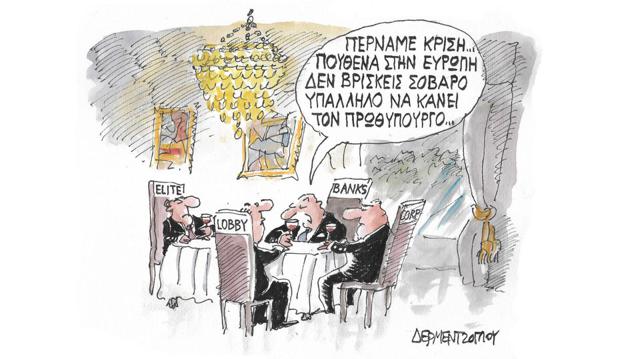 ΠΕΡΝΑΜΕ ΚΡΙΣΗ...
ΠΟΥΘΕΝΑ ΣΤΗΝ ΕΥΡΩΠΗ
ΔΕΝ ΒΡΙΣΚΕΙΣ ΣΟΒΑΡΟ
ΥΠΑΛΛΗΛΟ ΝΑ ΚΑΝΕΙ
ΤΟΝ ΠΡΩΘΥΠΟΥΡΓΟ...
ELITE
BANKS
LOBBY
CORP
ΔΕΡΜΕΝΤΖΟΓΛΟΥ